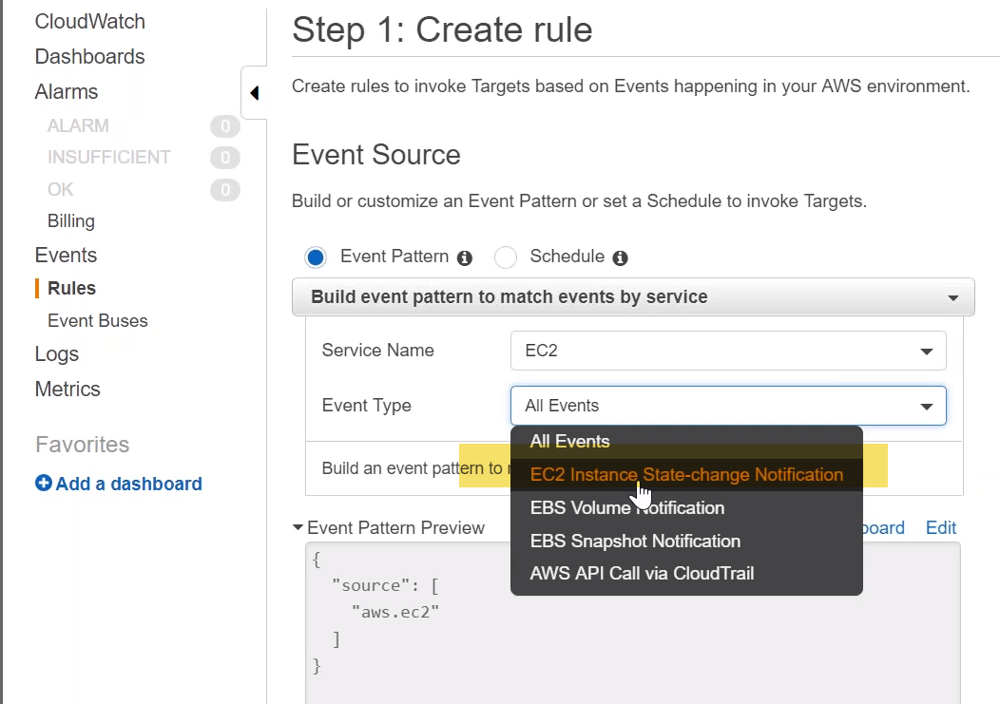 CloudWatch
Dashboards
Alarms
ALARM 0
INSUFFICIENT 0
OK 0
Billing
Events
Rules
Event Buses
Logs
Metrics
Favorites
Add a dashboard
Step 1: Create rule
Create rules to invoke Targets based on Events happening in your AWS environment.
Event Source
Build or customize an Event Pattern or set a Schedule to invoke Targets.
Event Pattern Schedule
Build event pattern to match events by service
Service Name EC2
Event Type All Events
All Events
Build an event pattern to
EC2 Instance State-change Notification
EBS Volume Notification
EBS Snapshot Notification
AWS API Call via CloudTrail
Event Pattern Preview Edit
{
"source": [
"aws.ec2"
]
}